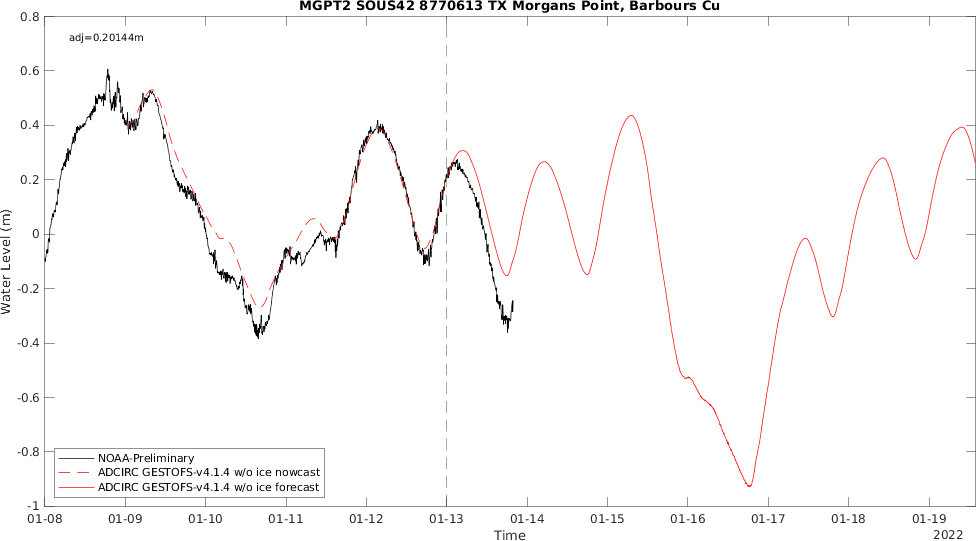 MGPT2 SOUS42 8770613 TX Morgans Point, Barbours Cu
adj=0.20144m
0.8
0.6
0.4
0.2
0
-0.2
-0.4
-0.6
-0.8
-1
Water Level (m)
NOAA-Preliminary
ADCIRC GESTOFS-v4.1.4 w/o ice nowcast
ADCIRC GESTOFS-v4.1.4 w/o ice forecast
01-08 01-09 01-10 01-11 01-12 01-13 01-14 01-15 01-16 01-17 01-18 01-19
Time
2022